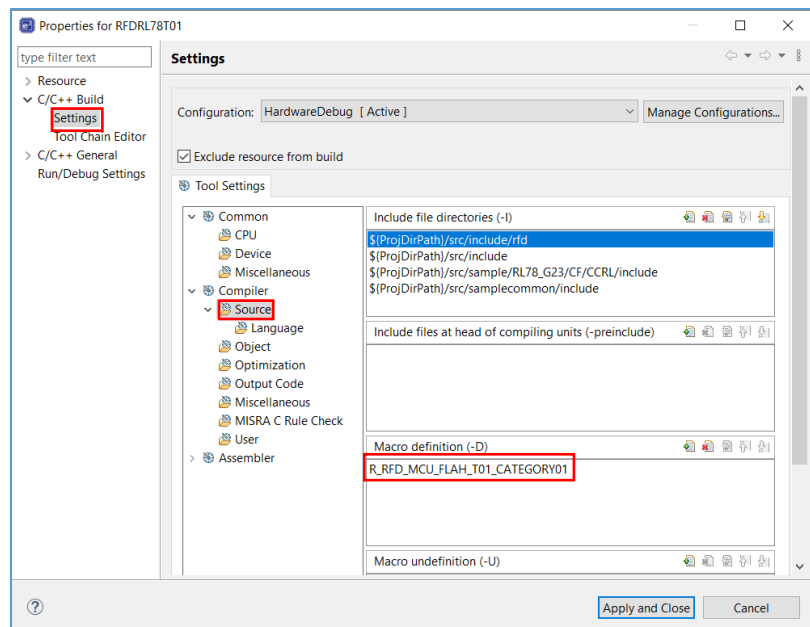 Properties for RFDRL78T01
type filter text
Resource
C/C++ Build
Settings
Tool Chain Editor
C/C++ General
Run/Debug Settings
Settings
Configuration: HardwareDebug [ Active ] Manage Configurations...
Exclude resource from build
Tool Settings
Common
CPU
Device
Miscellaneous
Compiler
Source
Language
Object
Optimization
Output Code
Miscellaneous
MISRA C Rule Check
User
Assembler
Include file directories (-I)
${ProjDirPath}/src/include/rfd
${ProjDirPath}/src/include
${ProjDirPath}/src/sample/RL78_G23/CF/CCRL/include
${ProjDirPath}/src/samplecommon/include
Include files at head of compiling units (-preinclude)
Macro definition (-D)
R_RFD_MCU_FLAH_T01_CATEGORY01
Macro undefinition (-U)
Apply and Close Cancel